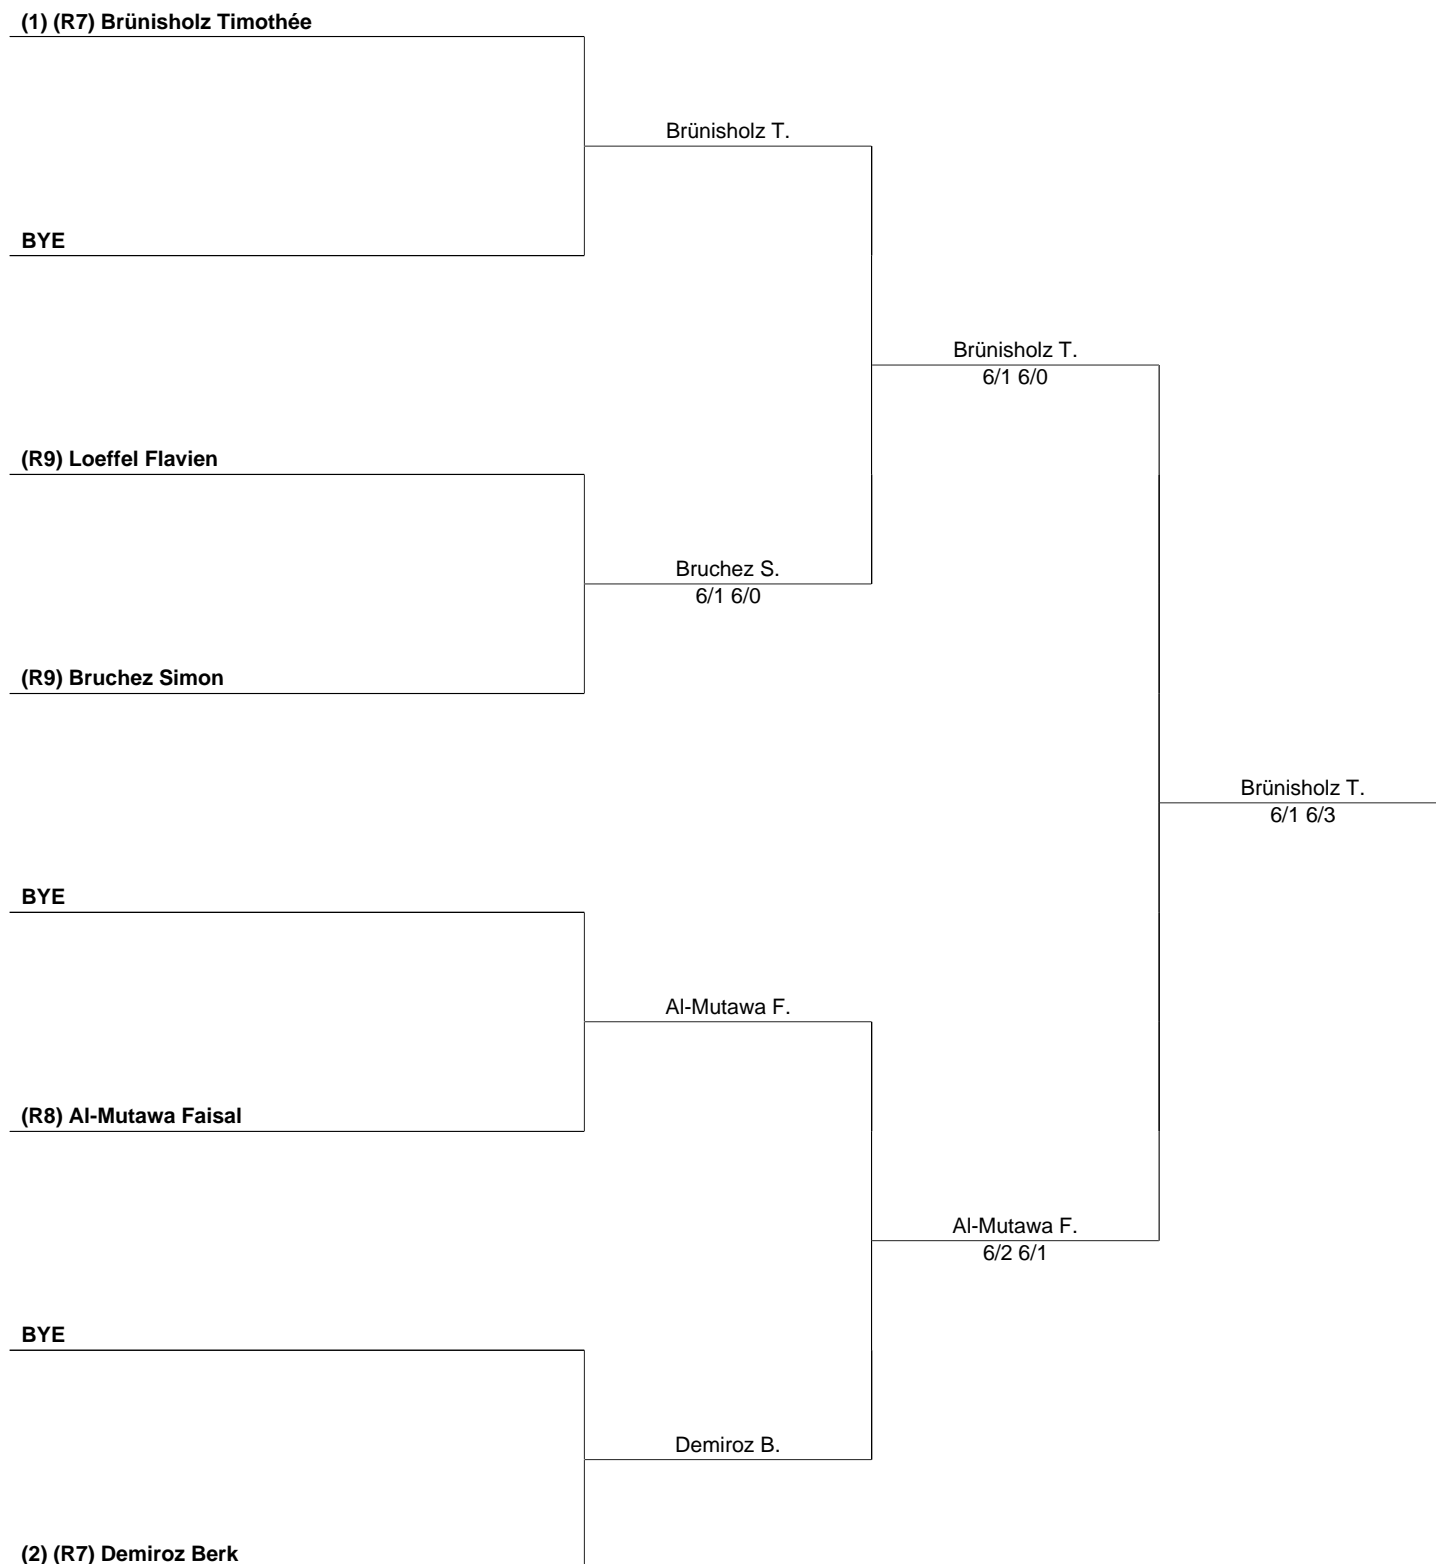 (1) (R7) Brünisholz Timothée
Brünisholz T.
BYE
Brünisholz T.
6/1 6/0
(R9) Loeffel Flavien
Bruchez S.
6/1 6/0
(R9) Bruchez Simon
Brünisholz T.
6/1 6/3
BYE
Al-Mutawa F.
(R8) Al-Mutawa Faisal
Al-Mutawa F.
6/2 6/1
BYE
Demiroz B.
(2) (R7) Demiroz Berk